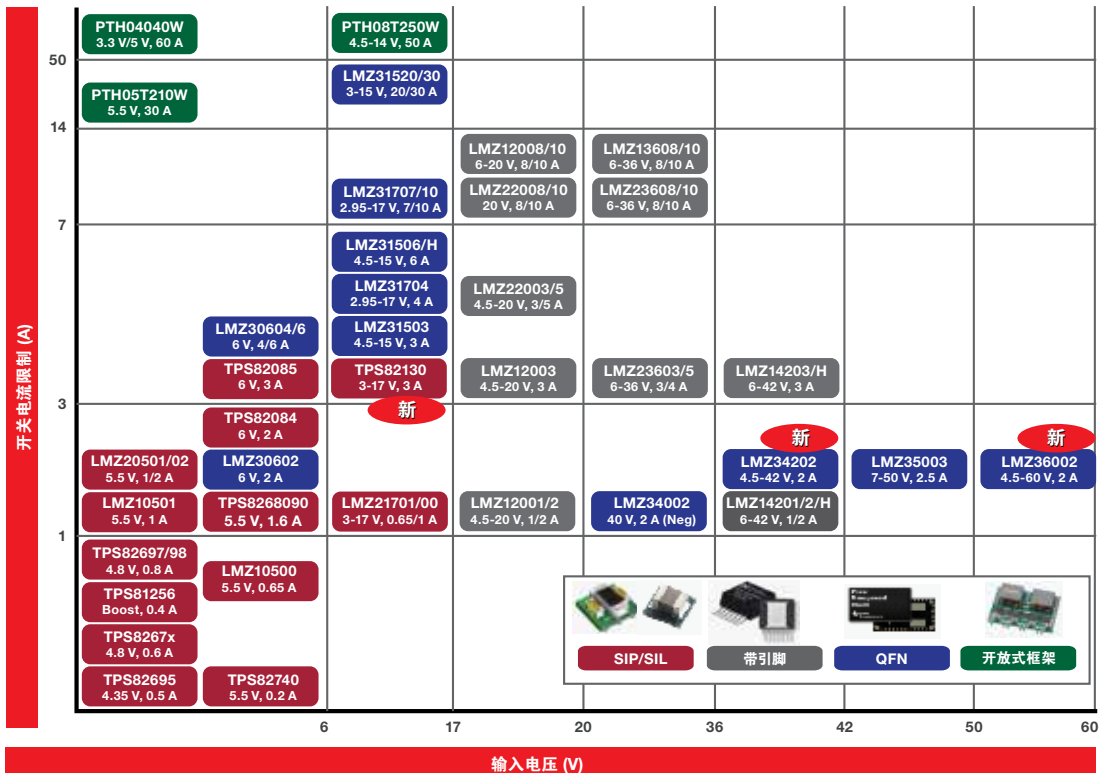 PTH04040W
3.3 V/5 V, 60 A
PTH08T250W
4.5-14 V, 50 A
50
LMZ31520/30
3-15 V, 20/30 A
PTH05T210W
5.5 V, 30 A
14
LMZ12008/10
6-20 V, 8/10 A
LMZ13608/10
6-36 V, 8/10 A
LMZ31707/10
2.95-17 V, 7/10 A
LMZ22008/10
20 V, 8/10 A
LMZ23608/10
6-36 V, 8/10 A
7
LMZ31506/H
4.5-15 V, 6 A
LMZ31704
2.95-17 V, 4 A
LMZ22003/5
4.5-20 V, 3/5 A
LMZ30604/6
6 V, 4/6 A
LMZ31503
4.5-15 V, 3 A
TPS82085
6 V, 3 A
TPS82130
3-17 V, 3 A
LMZ12003
4.5-20 V, 3 A
LMZ23603/5
6-36 V, 3/4 A
LMZ14203/H
6-42 V, 3 A
3
新
TPS82084
6 V, 2 A
新
新
LMZ20501/02
5.5 V, 1/2 A
LMZ30602
6 V, 2 A
LMZ34202
4.5-42 V, 2 A
LMZ35003
7-50 V, 2.5 A
LMZ36002
4.5-60 V, 2 A
LMZ10501
5.5 V, 1 A
TPS8268090
5.5 V, 1.6 A
LMZ21701/00
3-17 V, 0.65/1 A
LMZ12001/2
4.5-20 V, 1/2 A
LMZ34002
40 V, 2 A (Neg)
LMZ14201/2/H
6-42 V, 1/2 A
1
TPS82697/98
4.8 V, 0.8 A
LMZ10500
5.5 V, 0.65 A
TPS81256
Boost, 0.4 A
TPS8267x
4.8 V, 0.6 A
TPS82695
4.35 V, 0.5 A
TPS82740
5.5 V, 0.2 A
SIP/SIL
带引脚
QFN
开放式框架
开关电流限制 (A)
6
17
20
36
42
50
60
输入电压 (V)